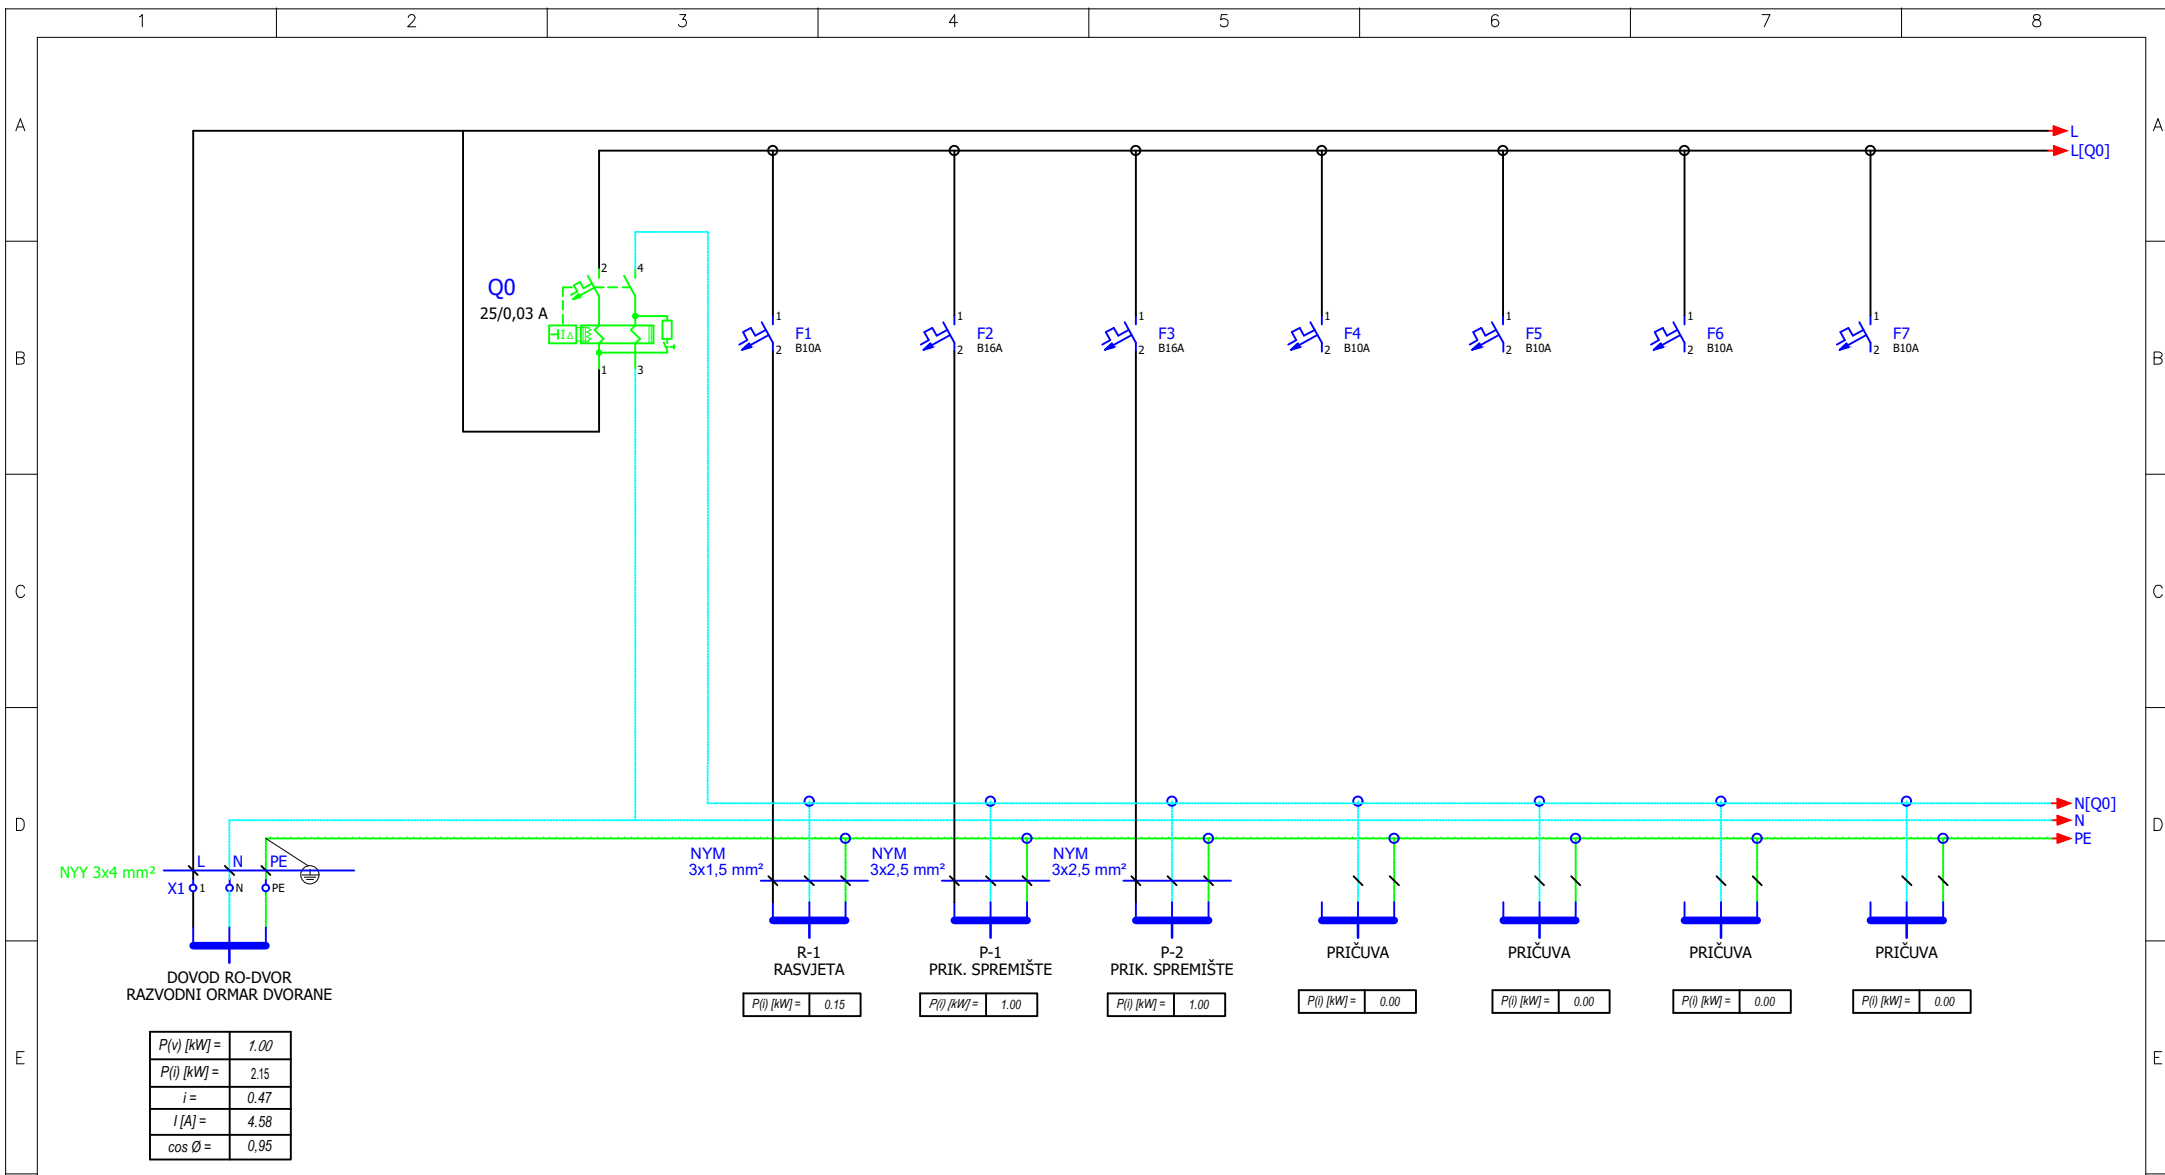 1 2 3 4 5 6 7 8
A A
L
L[Q0]
Q0
25/0,03 A
2 4
1 3
1 F1
2 B10A
1 F2
2 B16A
1 F3
2 B16A
1 F4
2 B10A
1 F5
2 B10A
1 F6
2 B10A
1 F7
2 B10A
B B
C C
D D
N[Q0]
N
PE
L N PE
NYY 3x4 mm²
X1 1 N PE
NYM
3x1,5 mm²
NYM
3x2,5 mm²
NYM
3x2,5 mm²
DOVOD RO-DVOR
RAZVODNI ORMAR DVORANE
R-1
RASVJETA
P(i) [kW] = 0.15
P-1
PRIK. SPREMIŠTE
P(i) [kW] = 1.00
P-2
PRIK. SPREMIŠTE
P(i) [kW] = 1.00
PRIČUVA
P(i) [kW] = 0.00
PRIČUVA
P(i) [kW] = 0.00
PRIČUVA
P(i) [kW] = 0.00
PRIČUVA
P(i) [kW] = 0.00
E E
P(v) [kW] = 1.00
P(i) [kW] = 2.15
i = 0.47
I [A] = 4.58
cos Ø = 0,95